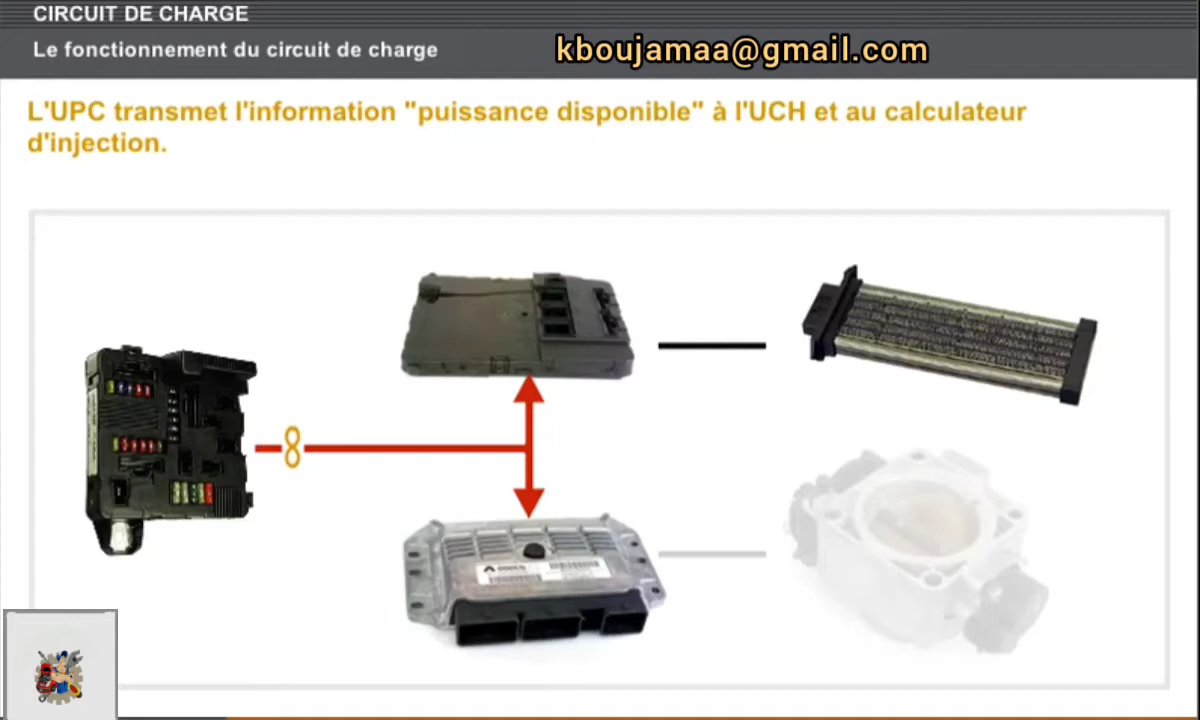 CIRCUIT DE CHARGE
Le fonctionnement du circuit de charge
kboujamaa@gmail.com
L'UPC transmet l'information "puissance disponible" à l'UCH et au calculateur
d'injection.
8